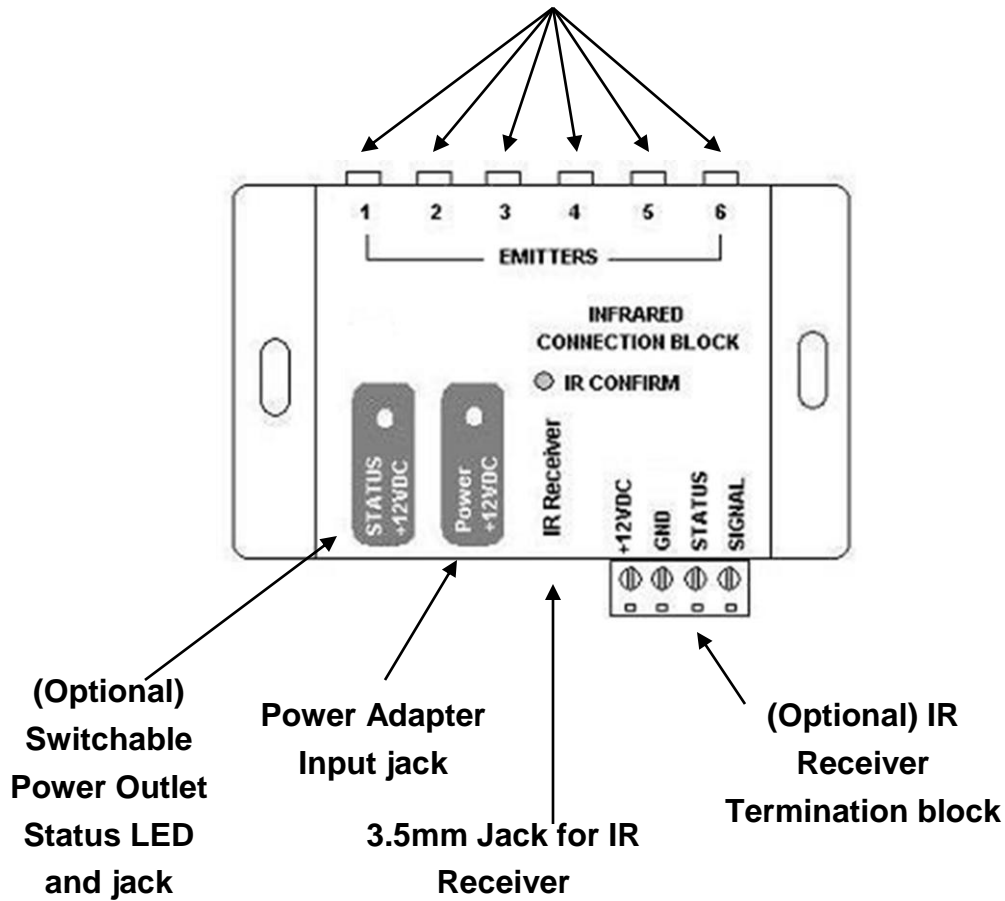 1 2 3 4 5 6
EMITTERS
INFRARED
CONNECTION BLOCK
IR CONFIRM
STATUS
+12VDC
Power
+12VDC
IR Receiver
+12VDC
GND
STATUS
SIGNAL
(Optional)
Switchable
Power Outlet
Status LED
and jack
Power Adapter
Input jack
3.5mm Jack for IR
Receiver
(Optional) IR
Receiver
Termination block